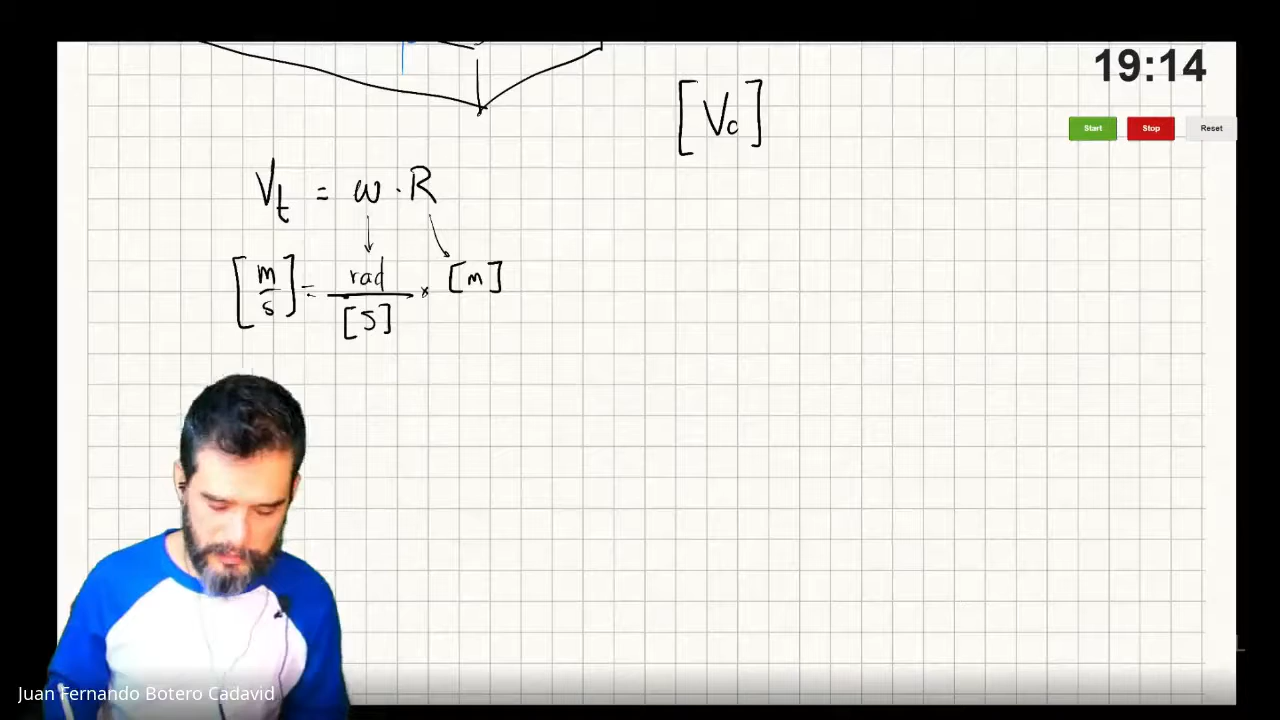 19:14
Start Stop Reset
[Vc]
Vt = ω · R
[m/s] = rad/[s] * [m]
Juan Fernando Botero Cadavid